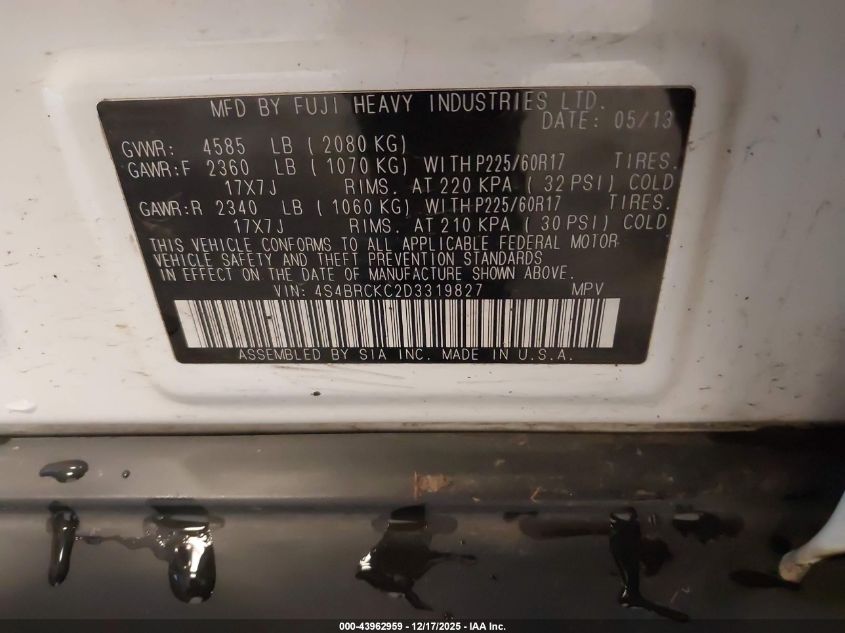 MFD BY FUJI HEAVY INDUSTRIES LTD.
DATE: 05/13
GVWR: 4585 LB ( 2080 KG)
GAWR:F 2360 LB ( 1070 KG) WITH P225/60R17 TIRES.
17X7J RIMS. AT 220 KPA ( 32 PSI) COLD
GAWR:R 2340 LB ( 1060 KG) WITH P225/60R17 TIRES.
17X7J RIMS. AT 210 KPA ( 30 PSI) COLD
THIS VEHICLE CONFORMS TO ALL APPLICABLE FEDERAL MOTOR
VEHICLE SAFETY AND THEFT PREVENTION STANDARDS
IN EFFECT ON THE DATE OF MANUFACTURE SHOWN ABOVE.
VIN: 4S4BRCKC2D3319827 MPV
ASSEMBLED BY SIA INC. MADE IN U.S.A.
000-43962959 - 12/17/2025 - IAA Inc.